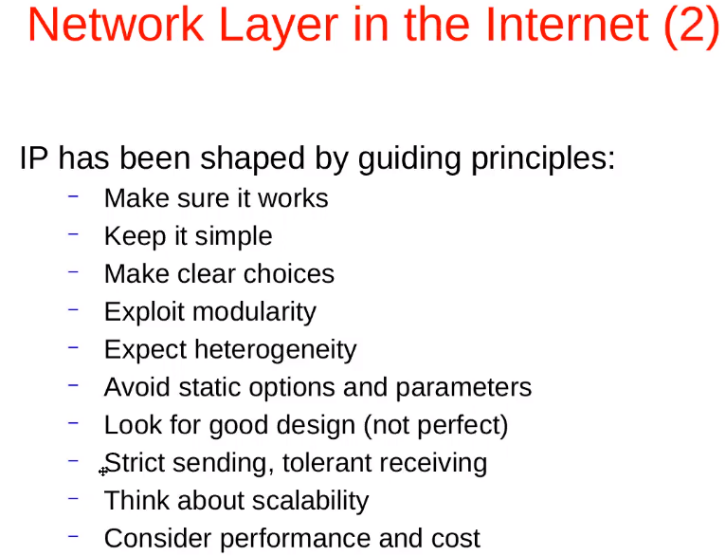 Network Layer in the Internet (2)
IP has been shaped by guiding principles:
– Make sure it works
– Keep it simple
– Make clear choices
– Exploit modularity
– Expect heterogeneity
– Avoid static options and parameters
– Look for good design (not perfect)
– Strict sending, tolerant receiving
– Think about scalability
– Consider performance and cost